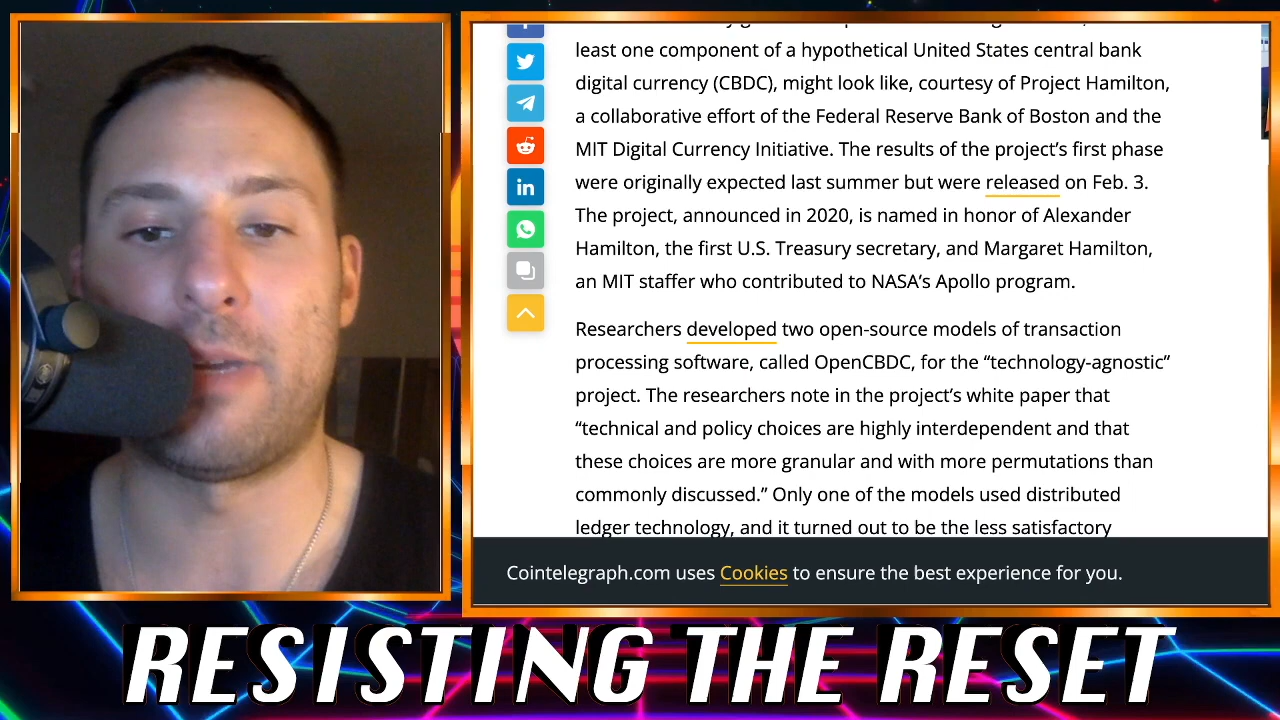 least one component of a hypothetical United States central bank
digital currency (CBDC), might look like, courtesy of Project Hamilton,
a collaborative effort of the Federal Reserve Bank of Boston and the
MIT Digital Currency Initiative. The results of the project’s first phase
were originally expected last summer but were released on Feb. 3.
The project, announced in 2020, is named in honor of Alexander
Hamilton, the first U.S. Treasury secretary, and Margaret Hamilton,
an MIT staffer who contributed to NASA’s Apollo program.
in
Researchers developed two open-source models of transaction
processing software, called OpenCBDC, for the “technology-agnostic”
project. The researchers note in the project’s white paper that
“technical and policy choices are highly interdependent and that
these choices are more granular and with more permutations than
commonly discussed.” Only one of the models used distributed
ledger technology, and it turned out to be the less satisfactory
Cointelegraph.com uses Cookies to ensure the best experience for you.
RESISTING THE RESET